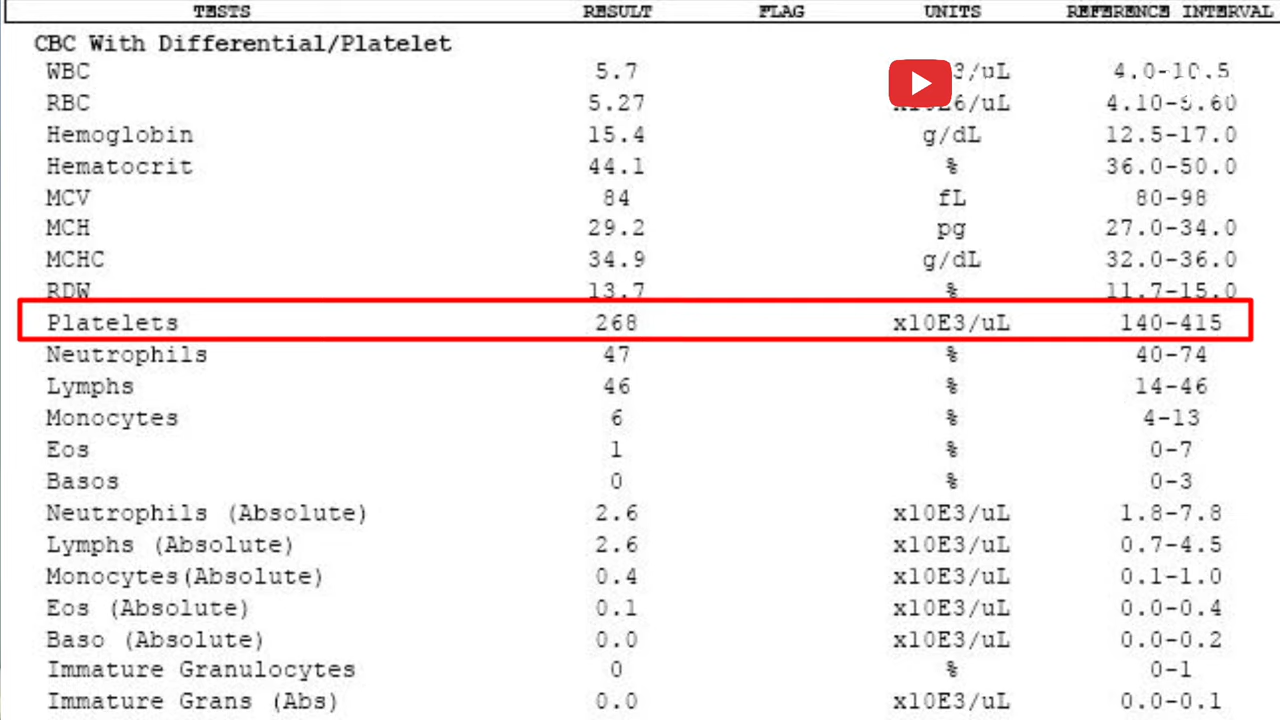 TESTS RESULT FLAG UNITS REFERENCE INTERVAL
CBC With Differential/Platelet
WBC 5.7 3/uL 4.0-10.5
RBC 5.27 x10E6/uL 4.10-5.60
Hemoglobin 15.4 g/dL 12.5-17.0
Hematocrit 44.1 % 36.0-50.0
MCV 84 fL 80-98
MCH 29.2 pg 27.0-34.0
MCHC 34.9 g/dL 32.0-36.0
RDW 13.7 % 11.7-15.0
Platelets 268 x10E3/uL 140-415
Neutrophils 47 % 40-74
Lymphs 46 % 14-46
Monocytes 6 % 4-13
Eos 1 % 0-7
Basos 0 % 0-3
Neutrophils (Absolute) 2.6 x10E3/uL 1.8-7.8
Lymphs (Absolute) 2.6 x10E3/uL 0.7-4.5
Monocytes(Absolute) 0.4 x10E3/uL 0.1-1.0
Eos (Absolute) 0.1 x10E3/uL 0.0-0.4
Baso (Absolute) 0.0 x10E3/uL 0.0-0.2
Immature Granulocytes 0 % 0-1
Immature Grans (Abs) 0.0 x10E3/uL 0.0-0.1